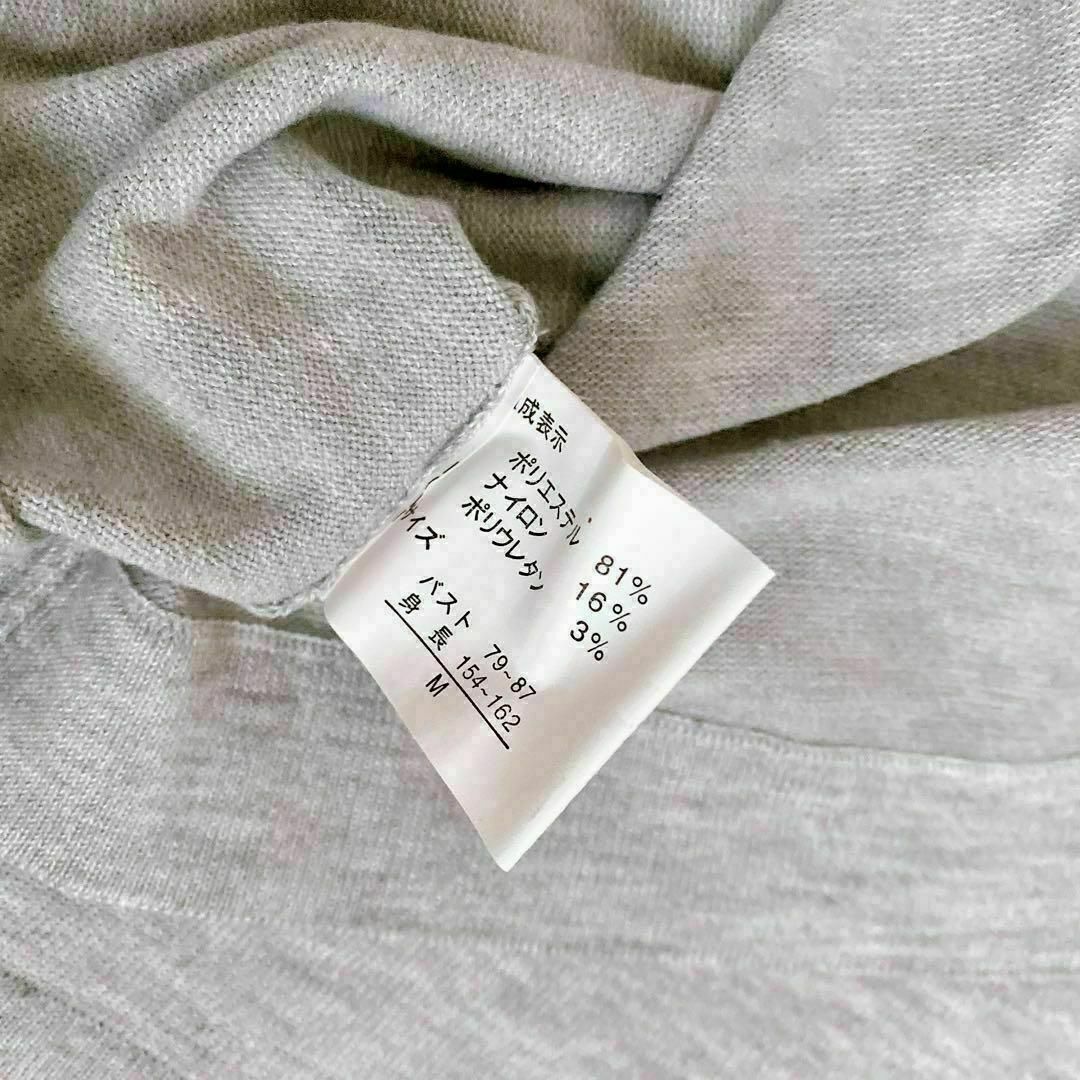 成表示
ポリエステル 81%
ナイロン 16%
ポリウレタン 3%
サイズ
バスト 79~87
身長 154~162
M